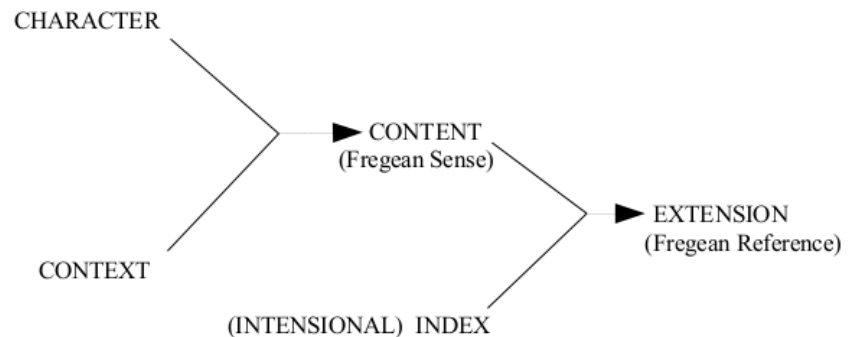 CHARACTER
CONTENT
(Fregean Sense)
EXTENSION
(Fregean Reference)
CONTEXT
(INTENSIONAL) INDEX